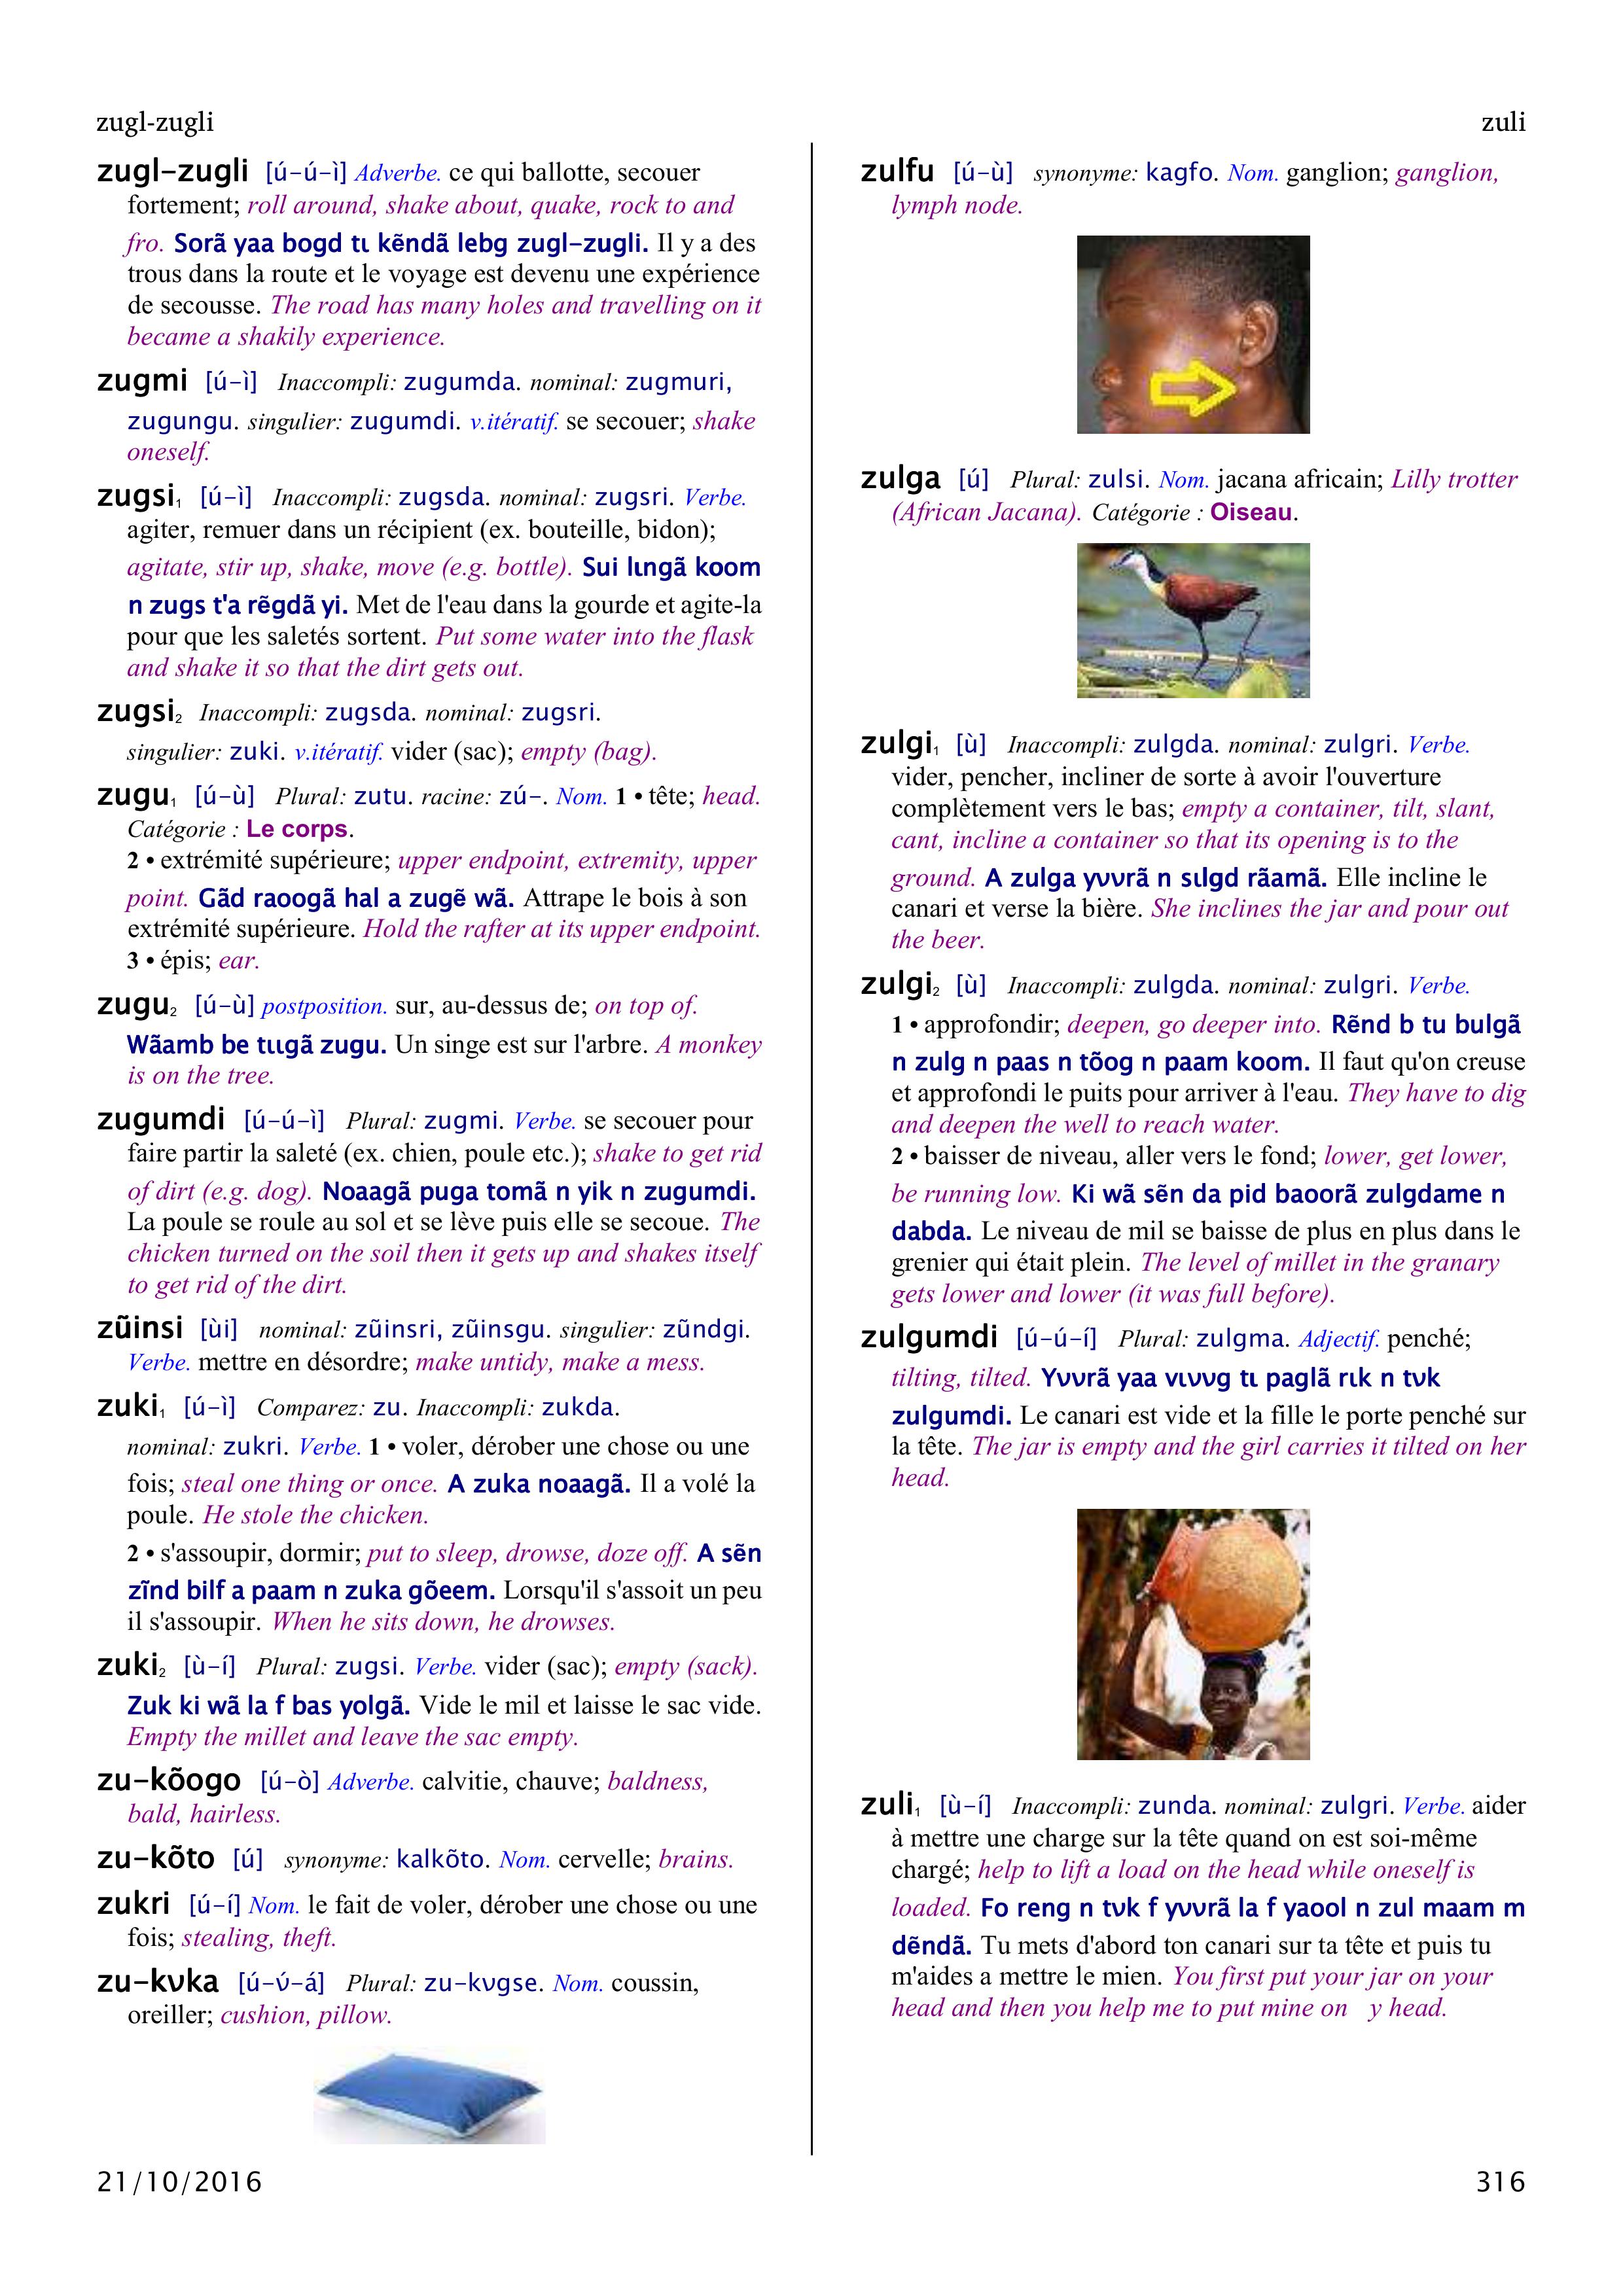 zugl-zugli
zuli
zugl–zugli [ú–ú–ì] Adverbe. ce qui ballotte, secouer
fortement; roll around, shake about, quake, rock to and
fro. Sorã yaa bogd tɩ kẽndã lebg zugl–zugli. Il y a des
trous dans la route et le voyage est devenu une expérience
de secousse. The road has many holes and travelling on it
became a shakily experience.
zugmi [ú–ì] Inaccompli: zugumda. nominal: zugmuri,
zugungu. singulier: zugumdi. v.itératif. se secouer; shake
oneself.
zugsi₁ [ú–ì] Inaccompli: zugsda. nominal: zugsri. Verbe.
agiter, remuer dans un récipient (ex. bouteille, bidon);
agitate, stir up, shake, move (e.g. bottle). Sui lɩngã koom
n zugs t'a rẽgdã yi. Met de l'eau dans la gourde et agite-la
pour que les saletés sortent. Put some water into the flask
and shake it so that the dirt gets out.
zugsi₂ Inaccompli: zugsda. nominal: zugsri.
singulier: zuki. v.itératif. vider (sac); empty (bag).
zugu₁ [ú–ù] Plural: zutu. racine: zú–. Nom. 1 • tête; head.
Catégorie : Le corps.
2 • extrémité supérieure; upper endpoint, extremity, upper
point. Gãd raoogã hal a zugẽ wã. Attrape le bois à son
extrémité supérieure. Hold the rafter at its upper endpoint.
3 • épis; ear.
zugu₂ [ú–ù] postposition. sur, au-dessus de; on top of.
Wãamb be tɩɩgã zugu. Un singe est sur l'arbre. A monkey
is on the tree.
zugumdi [ú–ú–ì] Plural: zugmi. Verbe. se secouer pour
faire partir la saleté (ex. chien, poule etc.); shake to get rid
of dirt (e.g. dog). Noaagã puga tomã n yik n zugumdi.
La poule se roule au sol et se lève puis elle se secoue. The
chicken turned on the soil then it gets up and shakes itself
to get rid of the dirt.
zũinsi [ùi] nominal: zũinsri, zũinsgu. singulier: zũndgi.
Verbe. mettre en désordre; make untidy, make a mess.
zuki₁ [ú–ì] Comparez: zu. Inaccompli: zukda.
nominal: zukri. Verbe. 1 • voler, dérober une chose ou une
fois; steal one thing or once. A zuka noaagã. Il a volé la
poule. He stole the chicken.
2 • s'assoupir, dormir; put to sleep, drowse, doze off. A sẽn
zĩnd bilf a paam n zuka gõeem. Lorsqu'il s'assoit un peu
il s'assoupir. When he sits down, he drowses.
zuki₂ [ù–í] Plural: zugsi. Verbe. vider (sac); empty (sack).
Zuk ki wã la f bas yolgã. Vide le mil et laisse le sac vide.
Empty the millet and leave the sac empty.
zu–kõogo [ú–ò] Adverbe. calvitie, chauve; baldness,
bald, hairless.
zu–kõto [ú] synonyme: kalkõto. Nom. cervelle; brains.
zukri [ú–í] Nom. le fait de voler, dérober une chose ou une
fois; stealing, theft.
zu–kʋka [ú–ʋ́–á] Plural: zu–kʋgse. Nom. coussin,
oreiller; cushion, pillow.
zulfu [ú–ù] synonyme: kagfo. Nom. ganglion; ganglion,
lymph node.
zulga [ú] Plural: zulsi. Nom. jacana africain; Lilly trotter
(African Jacana). Catégorie : Oiseau.
zulgi₁ [ù] Inaccompli: zulgda. nominal: zulgri. Verbe.
vider, pencher, incliner de sorte à avoir l'ouverture
complètement vers le bas; empty a container, tilt, slant,
cant, incline a container so that its opening is to the
ground. A zulga yʋʋrã n sɩlgd rãamã. Elle incline le
canari et verse la bière. She inclines the jar and pour out
the beer.
zulgi₂ [ù] Inaccompli: zulgda. nominal: zulgri. Verbe.
1 • approfondir; deepen, go deeper into. Rẽnd b tu bulgã
n zulg n paas n tõog n paam koom. Il faut qu'on creuse
et approfondi le puits pour arriver à l'eau. They have to dig
and deepen the well to reach water.
2 • baisser de niveau, aller vers le fond; lower, get lower,
be running low. Ki wã sẽn da pid baoorã zulgdame n
dabda. Le niveau de mil se baisse de plus en plus dans le
grenier qui était plein. The level of millet in the granary
gets lower and lower (it was full before).
zulgumdi [ú–ú–í] Plural: zulgma. Adjectif. penché;
tilting, tilted. Yʋʋrã yaa vɩʋʋg tɩ paglã rɩk n tʋk
zulgumdi. Le canari est vide et la fille le porte penché sur
la tête. The jar is empty and the girl carries it tilted on her
head.
zuli₁ [ù–í] Inaccompli: zunda. nominal: zulgri. Verbe. aider
à mettre une charge sur la tête quand on est soi-même
chargé; help to lift a load on the head while oneself is
loaded. Fo reng n tʋk f yʋʋrã la f yaool n zul maam m
dẽndã. Tu mets d'abord ton canari sur ta tête et puis tu
m'aides a mettre le mien. You first put your jar on your
head and then you help me to put mine on y head.
21/10/2016
316